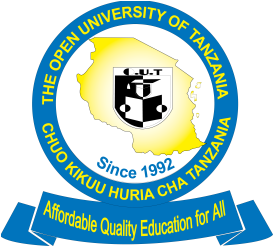 THE OPEN UNIVERSITY OF TANZANIA
O.U.T
Since 1992
CHUO KIKUU HURIA CHA TANZANIA
Affordable Quality Education for All